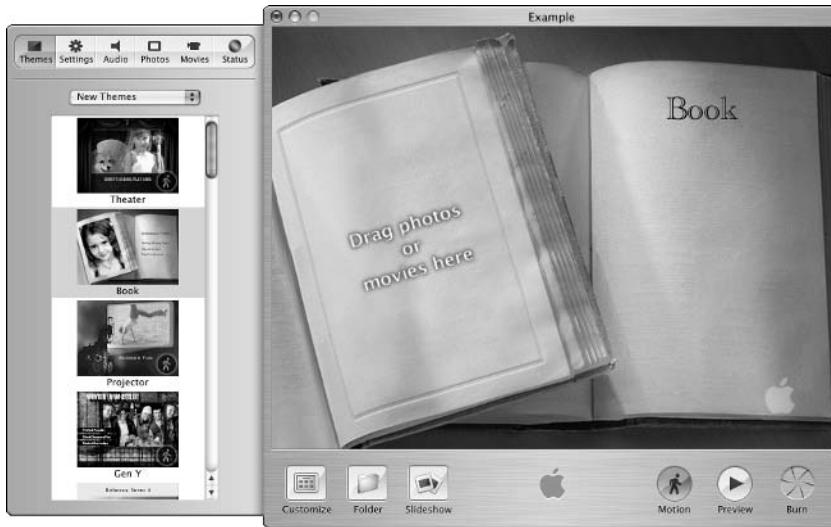 Example
Themes Settings Audio Photos Movies Status
New Themes
Theater
Book
Projector
Gen Y
Book
Drag photos
or
movies here
Customize Folder Slideshow Motion Preview Burn